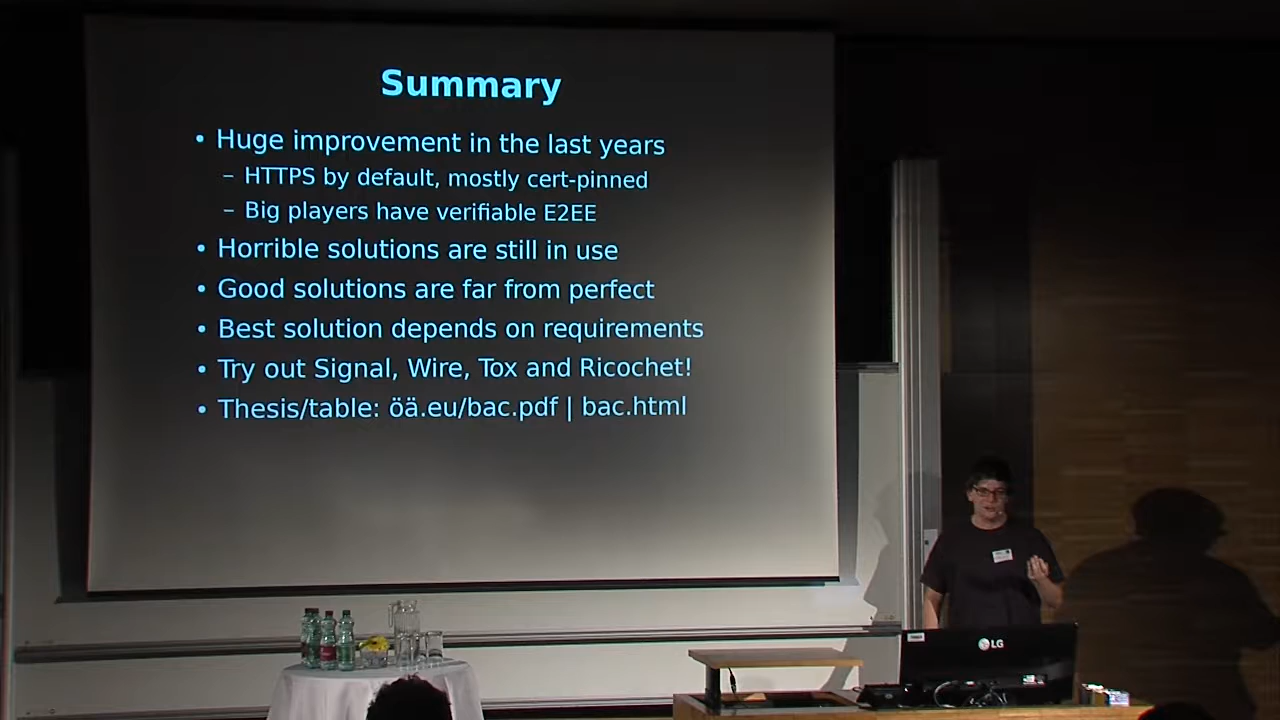 Summary
• Huge improvement in the last years
– HTTPS by default, mostly cert-pinned
– Big players have verifiable E2EE
• Horrible solutions are still in use
• Good solutions are far from perfect
• Best solution depends on requirements
• Try out Signal, Wire, Tox and Ricochet!
• Thesis/table: öä.eu/bac.pdf | bac.html
LG